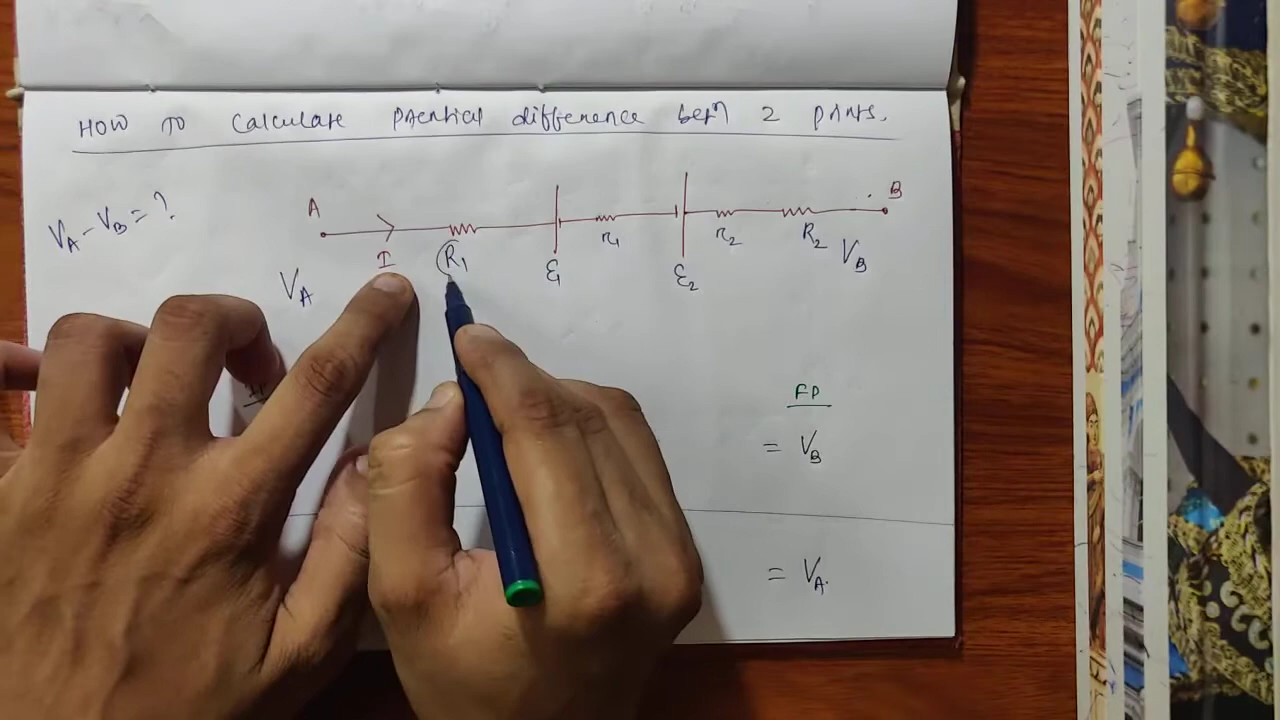 HOW TO Calculate potential difference betn 2 points.
VA - VB = ?
A
B
I
R1
r1
r2
R2
VB
VA
ε1
ε2
FP
= VB
= VA.